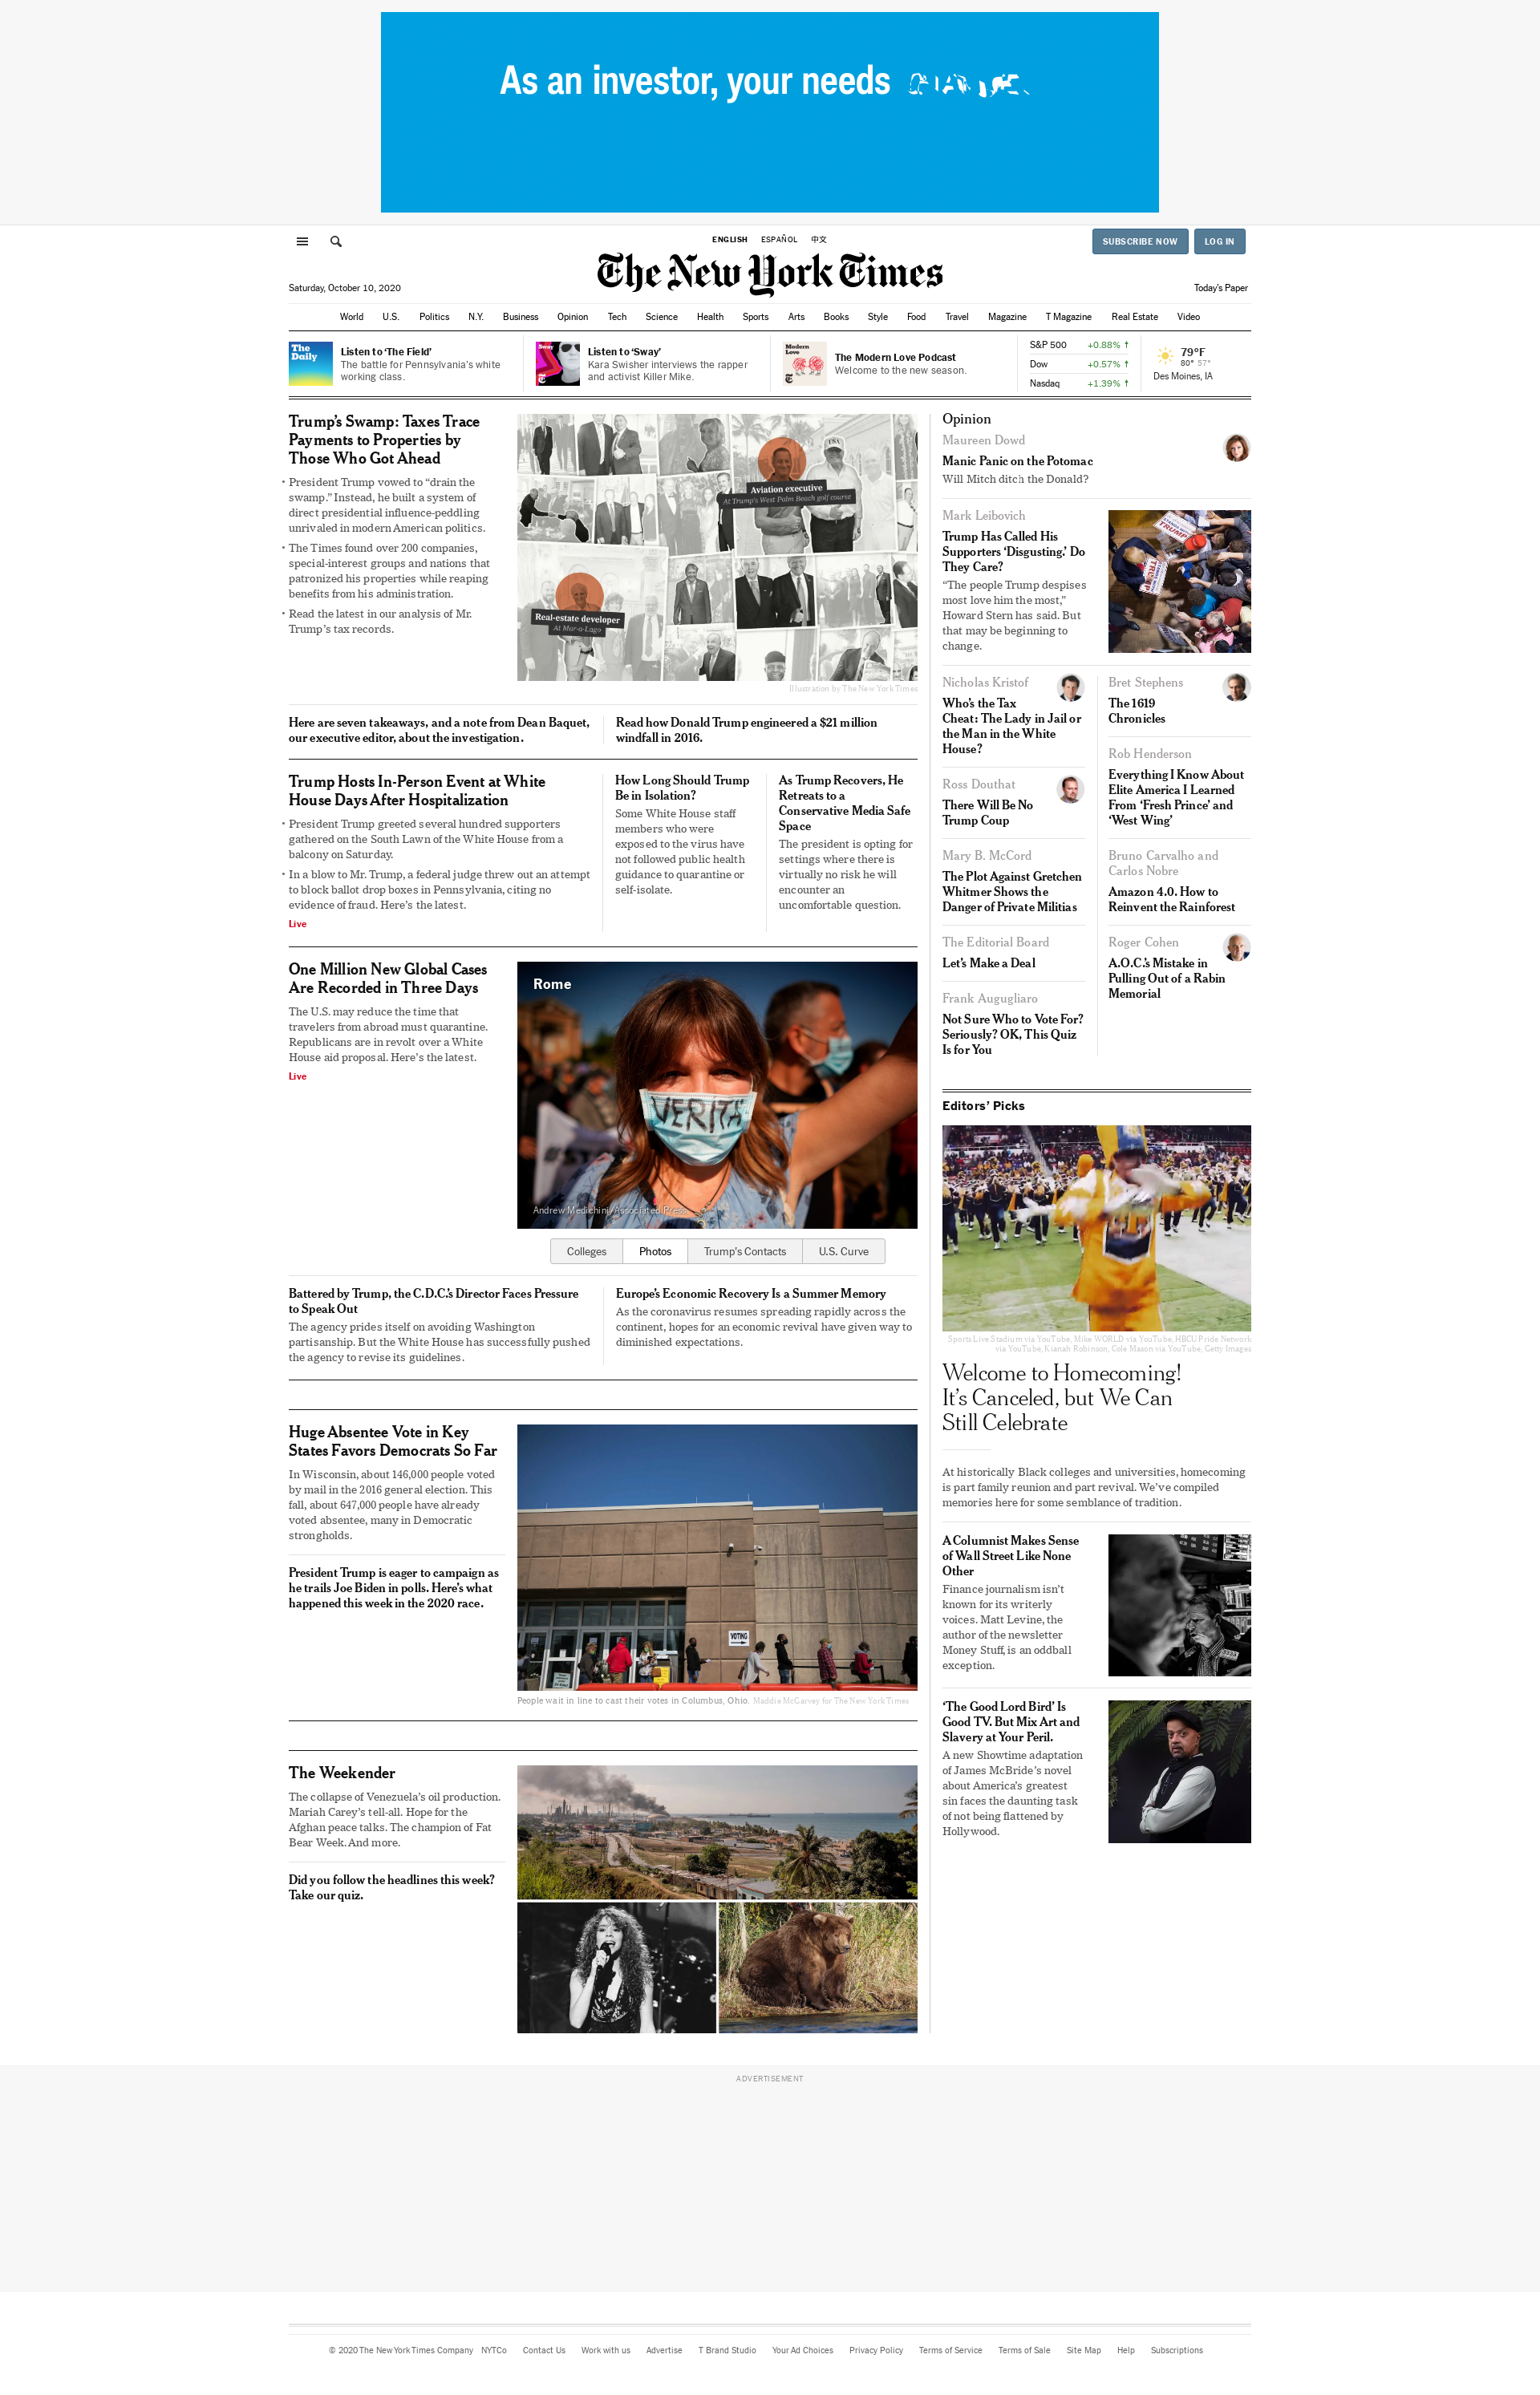 As an investor, your needs
ENGLISH ESPAÑOL 中文
SUBSCRIBE NOW LOG IN
The New York Times
Saturday, October 10, 2020
Today's Paper
World U.S. Politics N.Y. Business Opinion Tech Science Health Sports Arts Books Style Food Travel Magazine T Magazine Real Estate Video
The
Daily
Listen to ‘The Field’
The battle for Pennsylvania’s white
working class.
Sway
Listen to ‘Sway’
Kara Swisher interviews the rapper
and activist Killer Mike.
Modern
Love
The Modern Love Podcast
Welcome to the new season.
S&P 500 +0.88% ↑
Dow +0.57% ↑
Nasdaq +1.39% ↑
79°F
80° 57°
Des Moines, IA
Trump’s Swamp: Taxes Trace
Payments to Properties by
Those Who Got Ahead
• President Trump vowed to “drain the
swamp.” Instead, he built a system of
direct presidential influence-peddling
unrivaled in modern American politics.
• The Times found over 200 companies,
special-interest groups and nations that
patronized his properties while reaping
benefits from his administration.
• Read the latest in our analysis of Mr.
Trump’s tax records.
USA
Aviation executive
At Trump's West Palm Beach golf course
Real-estate developer
At Mar-a-Lago
Illustration by The New York Times
Here are seven takeaways, and a note from Dean Baquet,
our executive editor, about the investigation.
Read how Donald Trump engineered a $21 million
windfall in 2016.
Trump Hosts In-Person Event at White
House Days After Hospitalization
• President Trump greeted several hundred supporters
gathered on the South Lawn of the White House from a
balcony on Saturday.
• In a blow to Mr. Trump, a federal judge threw out an attempt
to block ballot drop boxes in Pennsylvania, citing no
evidence of fraud. Here’s the latest.
Live
How Long Should Trump
Be in Isolation?
Some White House staff
members who were
exposed to the virus have
not followed public health
guidance to quarantine or
self-isolate.
As Trump Recovers, He
Retreats to a
Conservative Media Safe
Space
The president is opting for
settings where there is
virtually no risk he will
encounter an
uncomfortable question.
One Million New Global Cases
Are Recorded in Three Days
The U.S. may reduce the time that
travelers from abroad must quarantine.
Republicans are in revolt over a White
House aid proposal. Here’s the latest.
Live
Rome
VERITA
Andrew Medichini/Associated Press
Colleges Photos Trump’s Contacts U.S. Curve
Battered by Trump, the C.D.C.’s Director Faces Pressure
to Speak Out
The agency prides itself on avoiding Washington
partisanship. But the White House has successfully pushed
the agency to revise its guidelines.
Europe’s Economic Recovery Is a Summer Memory
As the coronavirus resumes spreading rapidly across the
continent, hopes for an economic revival have given way to
diminished expectations.
Huge Absentee Vote in Key
States Favors Democrats So Far
In Wisconsin, about 146,000 people voted
by mail in the 2016 general election. This
fall, about 647,000 people have already
voted absentee, many in Democratic
strongholds.
President Trump is eager to campaign as
he trails Joe Biden in polls. Here’s what
happened this week in the 2020 race.
VOTING
People wait in line to cast their votes in Columbus, Ohio. Maddie McGarvey for The New York Times
The Weekender
The collapse of Venezuela’s oil production.
Mariah Carey’s tell-all. Hope for the
Afghan peace talks. The champion of Fat
Bear Week. And more.
Did you follow the headlines this week?
Take our quiz.
Opinion
Maureen Dowd
Manic Panic on the Potomac
Will Mitch ditch the Donald?
Mark Leibovich
Trump Has Called His
Supporters ‘Disgusting.’ Do
They Care?
“The people Trump despises
most love him the most,”
Howard Stern has said. But
that may be beginning to
change.
TRUMP
TRUMP
Nicholas Kristof
Who’s the Tax
Cheat: The Lady in Jail or
the Man in the White
House?
Ross Douthat
There Will Be No
Trump Coup
Mary B. McCord
The Plot Against Gretchen
Whitmer Shows the
Danger of Private Militias
The Editorial Board
Let’s Make a Deal
Frank Augugliaro
Not Sure Who to Vote For?
Seriously? OK, This Quiz
Is for You
Bret Stephens
The 1619
Chronicles
Rob Henderson
Everything I Know About
Elite America I Learned
From ‘Fresh Prince’ and
‘West Wing’
Bruno Carvalho and
Carlos Nobre
Amazon 4.0. How to
Reinvent the Rainforest
Roger Cohen
A.O.C.’s Mistake in
Pulling Out of a Rabin
Memorial
Editors’ Picks
Sports Live Stadium via YouTube, Mike WORLD via YouTube, HBCU Pride Network
via YouTube, Kianah Robinson, Cole Mason via YouTube, Getty Images
Welcome to Homecoming!
It’s Canceled, but We Can
Still Celebrate
At historically Black colleges and universities, homecoming
is part family reunion and part revival. We’ve compiled
memories here for some semblance of tradition.
A Columnist Makes Sense
of Wall Street Like None
Other
Finance journalism isn’t
known for its writerly
voices. Matt Levine, the
author of the newsletter
Money Stuff, is an oddball
exception.
‘The Good Lord Bird’ Is
Good TV. But Mix Art and
Slavery at Your Peril.
A new Showtime adaptation
of James McBride’s novel
about America’s greatest
sin faces the daunting task
of not being flattened by
Hollywood.
ADVERTISEMENT
© 2020 The New York Times Company NYTCo Contact Us Work with us Advertise T Brand Studio Your Ad Choices Privacy Policy Terms of Service Terms of Sale Site Map Help Subscriptions